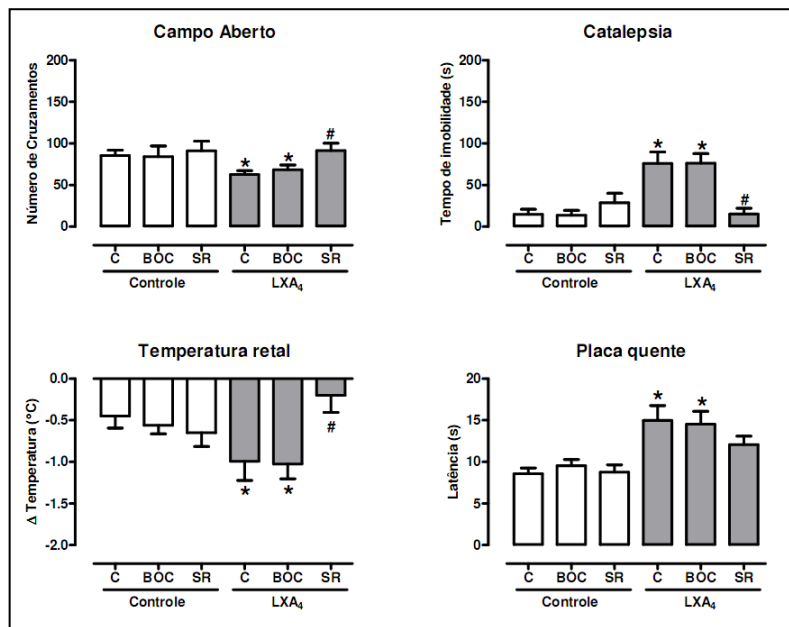 Campo Aberto
Número de Cruzamentos
200
150
100
50
0
* * #
C BOC SR C BOC SR
Controle LXA₄
Catalepsia
Tempo de imobilidade (s)
200
150
100
50
0
* * #
C BOC SR C BOC SR
Controle LXA₄
Temperatura retal
Δ Temperatura (°C)
0.0
-0.5
-1.0
-1.5
-2.0
* * #
C BOC SR C BOC SR
Controle LXA₄
Placa quente
Latência (s)
20
15
10
5
0
* *
C BOC SR C BOC SR
Controle LXA₄